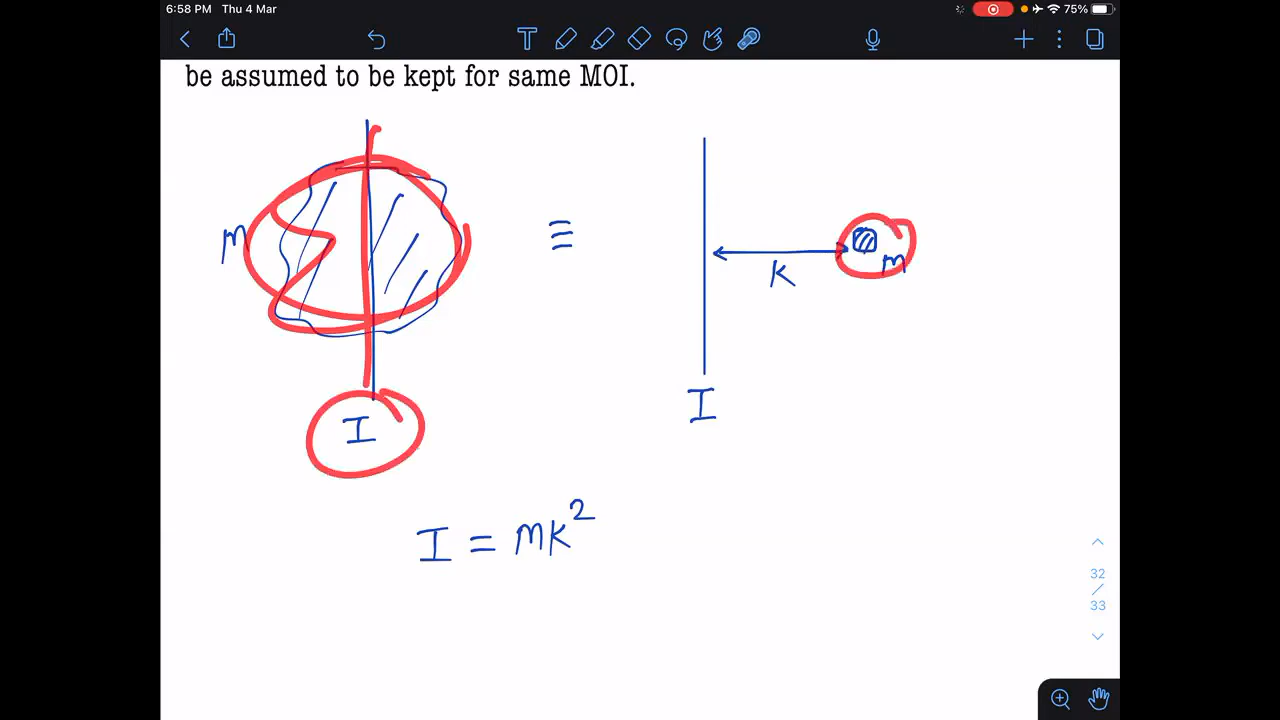 6:58 PM Thu 4 Mar 75%
T
be assumed to be kept for same MOI.
m ≡ K m
I I
I = mK²
32
/
33